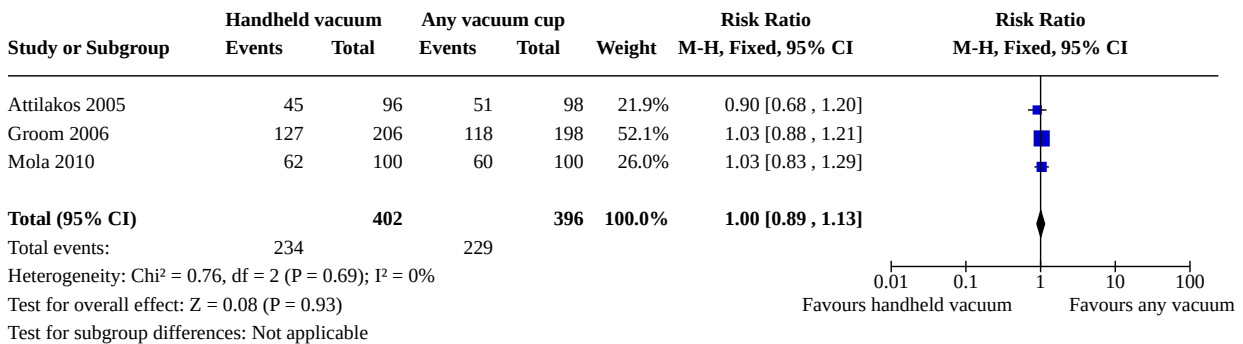 Handheld vacuum Any vacuum cup Risk Ratio Risk Ratio
Study or Subgroup Events Total Events Total Weight M-H, Fixed, 95% CI M-H, Fixed, 95% CI
Attilakos 2005 45 96 51 98 21.9% 0.90 [0.68 , 1.20]
Groom 2006 127 206 118 198 52.1% 1.03 [0.88 , 1.21]
Mola 2010 62 100 60 100 26.0% 1.03 [0.83 , 1.29]
Total (95% CI) 402 396 100.0% 1.00 [0.89 , 1.13]
Total events: 234 229
Heterogeneity: Chi² = 0.76, df = 2 (P = 0.69); I² = 0%
0.01 0.1 1 10 100
Test for overall effect: Z = 0.08 (P = 0.93) Favours handheld vacuum Favours any vacuum
Test for subgroup differences: Not applicable